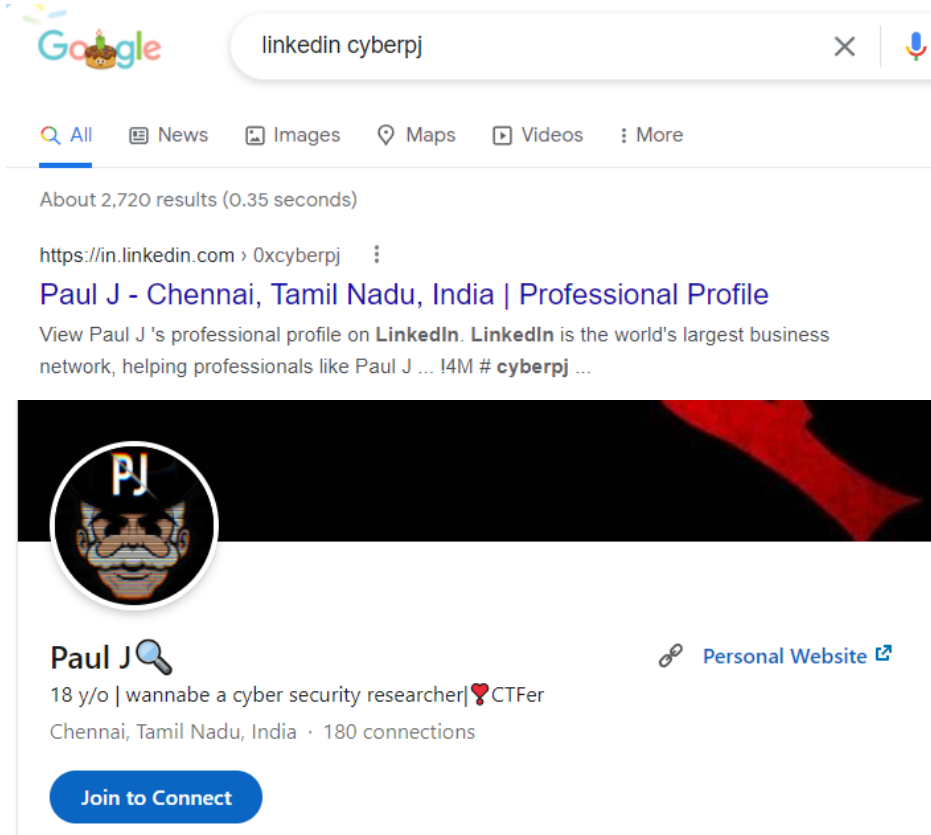 Google
linkedin cyberpj
All News Images Maps Videos More
About 2,720 results (0.35 seconds)
https://in.linkedin.com › 0xcyberpj
Paul J - Chennai, Tamil Nadu, India | Professional Profile
View Paul J 's professional profile on LinkedIn. LinkedIn is the world's largest business
network, helping professionals like Paul J ... !4M # cyberpj ...
PJ
Paul J🔍
Personal Website
18 y/o | wannabe a cyber security researcher|❣CTFer
Chennai, Tamil Nadu, India · 180 connections
Join to Connect